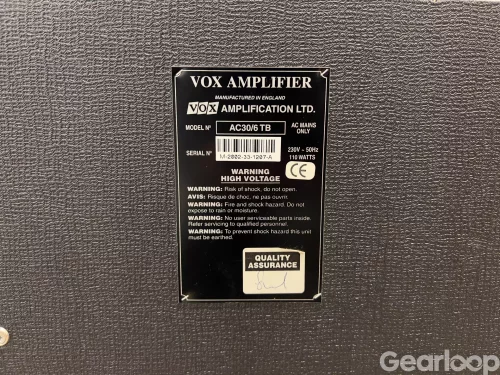 VOX AMPLIFIER
MANUFACTURED IN ENGLAND
VOX AMPLIFICATION LTD.
MODEL Nº AC30/6 TB AC MAINS
ONLY
SERIAL Nº 230V ~ 50Hz
110 WATTS
M-2002-33-1207-A
WARNING
HIGH VOLTAGE
CE
WARNING: Risk of shock, do not open.
AVIS: Risque de choc, ne pas ouvrir.
WARNING: Fire and shock hazard. Do not
expose to rain or moisture.
WARNING: No user serviceable parts inside.
Refer servicing to qualified personnel.
WARNING: To prevent shock hazard this unit
must be earthed.
QUALITY
ASSURANCE
Gearloop